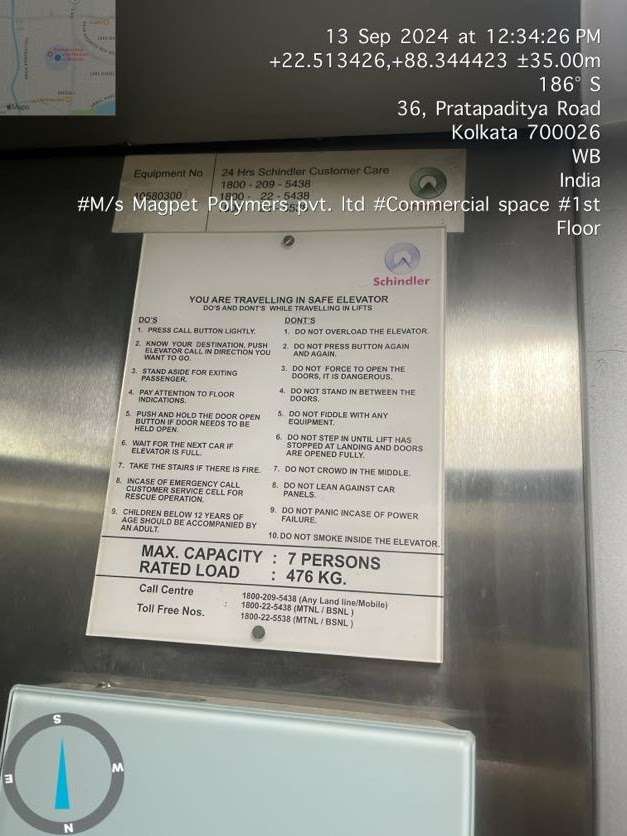 13 Sep 2024 at 12:34:26 PM
+22.513426,+88.344423 ±35.00m
186° S
36, Pratapaditya Road
Kolkata 700026
WB
India
#M/s Magpet Polymers pvt. ltd #Commercial space #1st
Floor
Equipment No
10580300
24 Hrs Schindler Customer Care
1800 - 209 - 5438
1800 - 22 - 5438
Schindler
YOU ARE TRAVELLING IN SAFE ELEVATOR
DO'S AND DONT'S WHILE TRAVELLING IN LIFTS
DO'S
1. PRESS CALL BUTTON LIGHTLY.
2. KNOW YOUR DESTINATION, PUSH
ELEVATOR CALL IN DIRECTION YOU
WANT TO GO.
3. STAND ASIDE FOR EXITING
PASSENGER.
4. PAY ATTENTION TO FLOOR
INDICATIONS.
5. PUSH AND HOLD THE DOOR OPEN
BUTTON IF DOOR NEEDS TO BE
HELD OPEN.
6. WAIT FOR THE NEXT CAR IF
ELEVATOR IS FULL.
7. TAKE THE STAIRS IF THERE IS FIRE.
8. INCASE OF EMERGENCY CALL
CUSTOMER SERVICE CELL FOR
RESCUE OPERATION.
9. CHILDREN BELOW 12 YEARS OF
AGE SHOULD BE ACCOMPANIED BY
AN ADULT.
DONT'S
1. DO NOT OVERLOAD THE ELEVATOR.
2. DO NOT PRESS BUTTON AGAIN
AND AGAIN.
3. DO NOT FORCE TO OPEN THE
DOORS, IT IS DANGEROUS.
4. DO NOT STAND IN BETWEEN THE
DOORS.
5. DO NOT FIDDLE WITH ANY
EQUIPMENT.
6. DO NOT STEP IN UNTIL LIFT HAS
STOPPED AT LANDING AND DOORS
ARE OPENED FULLY.
7. DO NOT CROWD IN THE MIDDLE.
8. DO NOT LEAN AGAINST CAR
PANELS.
9. DO NOT PANIC INCASE OF POWER
FAILURE.
10. DO NOT SMOKE INSIDE THE ELEVATOR.
MAX. CAPACITY : 7 PERSONS
RATED LOAD : 476 KG.
Call Centre
Toll Free Nos. :
1800-209-5438 (Any Land line/Mobile)
1800-22-5438 (MTNL / BSNL )
1800-22-5538 (MTNL / BSNL )
S
E
W
N